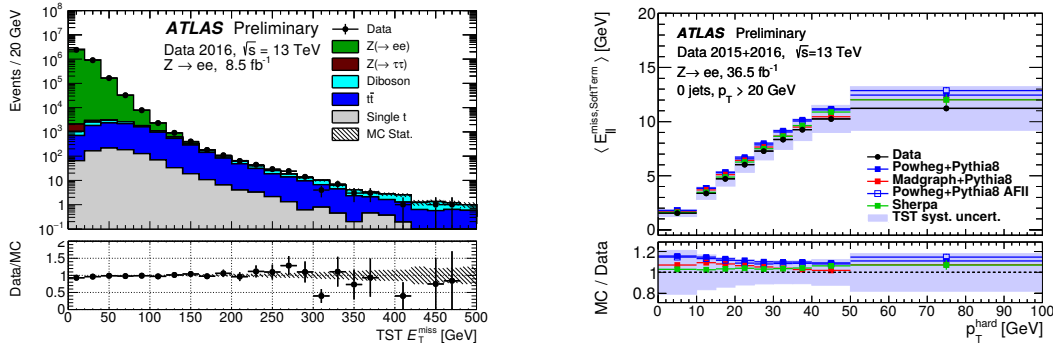 ATLAS Preliminary
Data 2016, √s = 13 TeV
Z → ee, 8.5 fb⁻¹
Data
Z(→ ee)
Z(→ ττ)
Diboson
tt̄
Single t
MC Stat.
Events / 20 GeV
10⁷
10⁶
10⁵
10⁴
10³
10²
10
1
10⁻¹
Data/MC
2
1.5
1
0.5
0
0 50 100 150 200 250 300 350 400 450 500
TST E_T^miss [GeV]
ATLAS Preliminary
Data 2015+2016, √s=13 TeV
Z → ee, 36.5 fb⁻¹
0 jets, p_T > 20 GeV
⟨ E_∥^miss,SoftTerm ⟩ [GeV]
20
15
10
5
0
Data
Powheg+Pythia8
Madgraph+Pythia8
Powheg+Pythia8 AFII
Sherpa
TST syst. uncert.
MC / Data
1.2
1
0.8
0 10 20 30 40 50 60 70 80 90 100
p_T^hard [GeV]